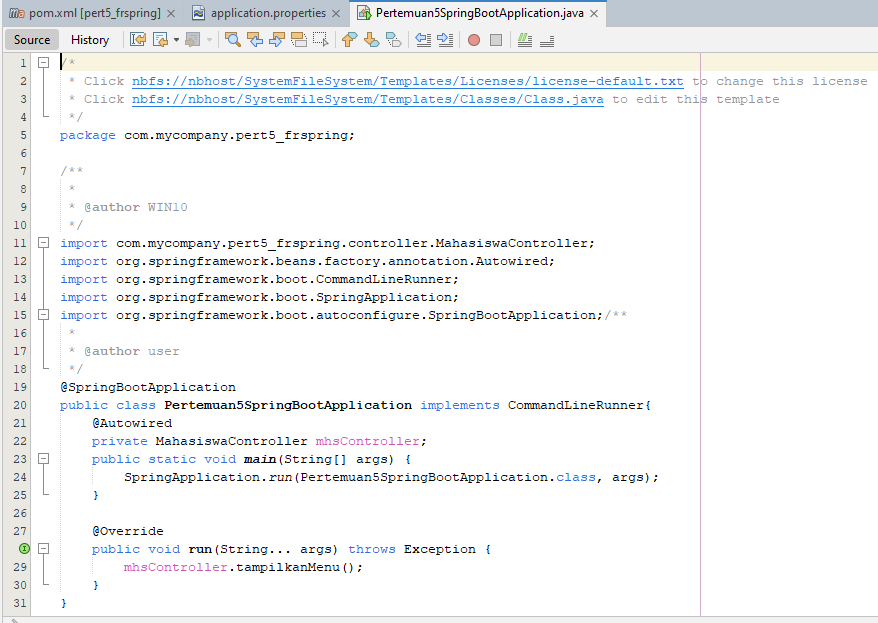 pom.xml [pert5_frspring] application.properties Pertemuan5SpringBootApplication.java
Source History
1 /*
2 * Click nbfs://nbhost/SystemFileSystem/Templates/Licenses/license-default.txt to change this license
3 * Click nbfs://nbhost/SystemFileSystem/Templates/Classes/Class.java to edit this template
4 */
5 package com.mycompany.pert5_frspring;
6
7 /**
8 *
9 * @author WIN10
10 */
11 import com.mycompany.pert5_frspring.controller.MahasiswaController;
12 import org.springframework.beans.factory.annotation.Autowired;
13 import org.springframework.boot.CommandLineRunner;
14 import org.springframework.boot.SpringApplication;
15 import org.springframework.boot.autoconfigure.SpringBootApplication;/**
16 *
17 * @author user
18 */
19 @SpringBootApplication
20 public class Pertemuan5SpringBootApplication implements CommandLineRunner{
21 @Autowired
22 private MahasiswaController mhsController;
23 public static void main(String[] args) {
24 SpringApplication.run(Pertemuan5SpringBootApplication.class, args);
25 }
26
27 @Override
public void run(String... args) throws Exception {
29 mhsController.tampilkanMenu();
30 }
31 }